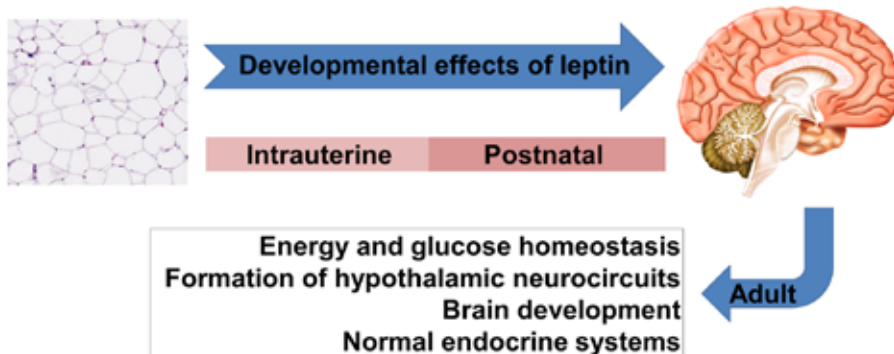 Developmental effects of leptin
Intrauterine
Postnatal
Energy and glucose homeostasis
Formation of hypothalamic neurocircuits
Brain development
Normal endocrine systems
Adult